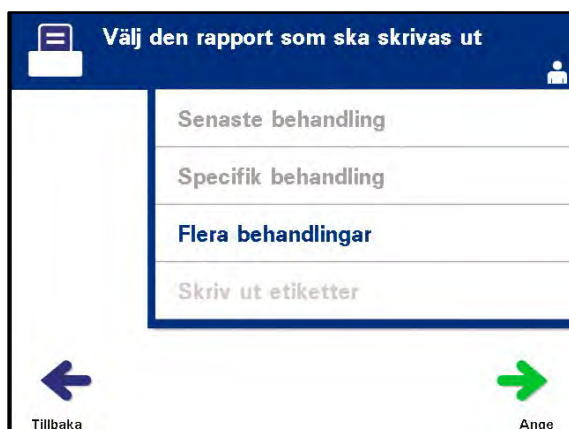 Välj den rapport som ska skrivas ut
Senaste behandling
Specifik behandling
Flera behandlingar
Skriv ut etiketter
Tillbaka
Ange